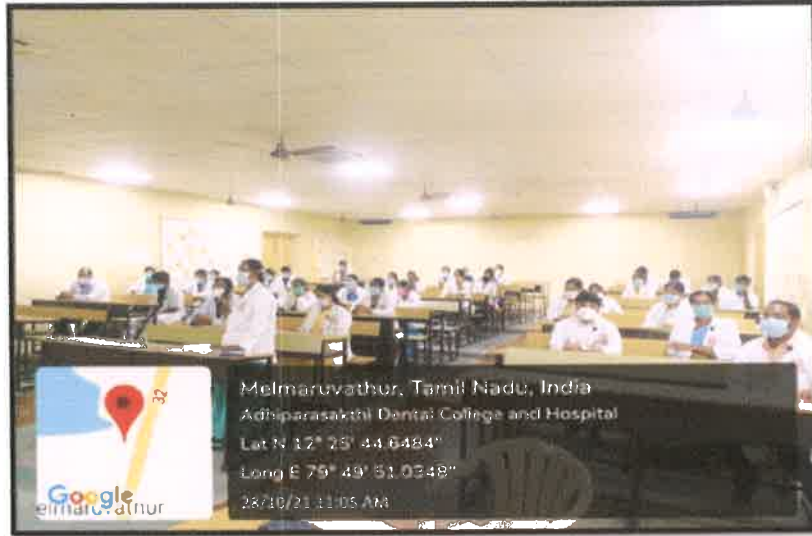 Melmaruvathur, Tamil Nadu, India
Adhiparasakthi Dental College and Hospital
Lat N 12° 25' 44.6484"
Long E 79° 49' 51.0348"
28/10/21 11:05 AM
32
Google
elmaruvathur